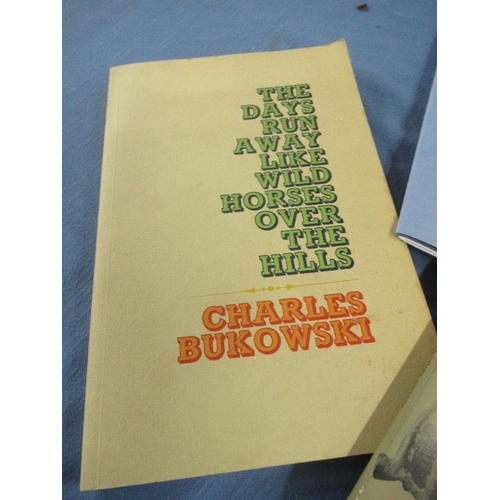 THE
DAYS
RUN
AWAY
LIKE
WILD
HORSES
OVER
THE
HILLS
CHARLES
BUKOWSKI